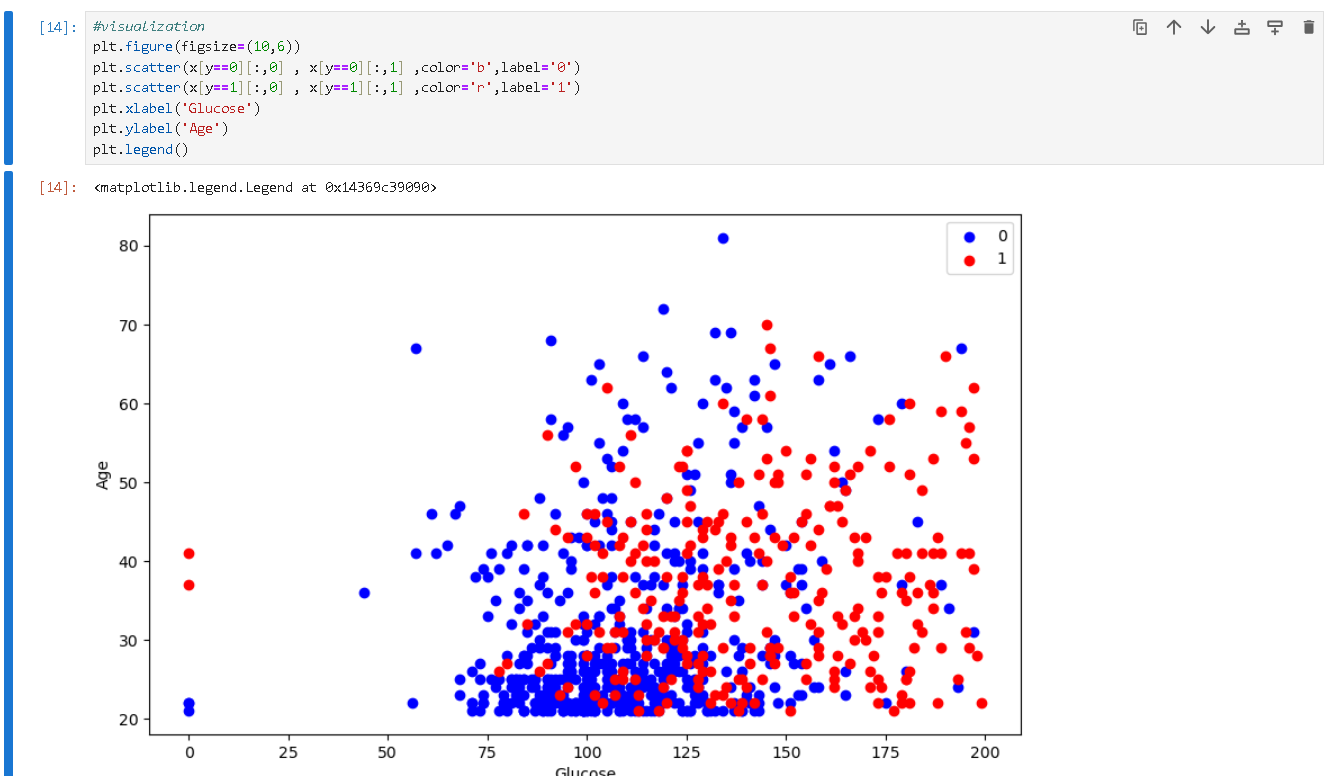 [14]: #visualization
plt.figure(figsize=(10,6))
plt.scatter(x[y==0][:,0] , x[y==0][:,1] ,color='b',label='0')
plt.scatter(x[y==1][:,0] , x[y==1][:,1] ,color='r',label='1')
plt.xlabel('Glucose')
plt.ylabel('Age')
plt.legend()
[14]: <matplotlib.legend.Legend at 0x14369c39090>
0
1
80
70
60
50
40
30
20
Age
0 25 50 75 100 125 150 175 200
Glucose